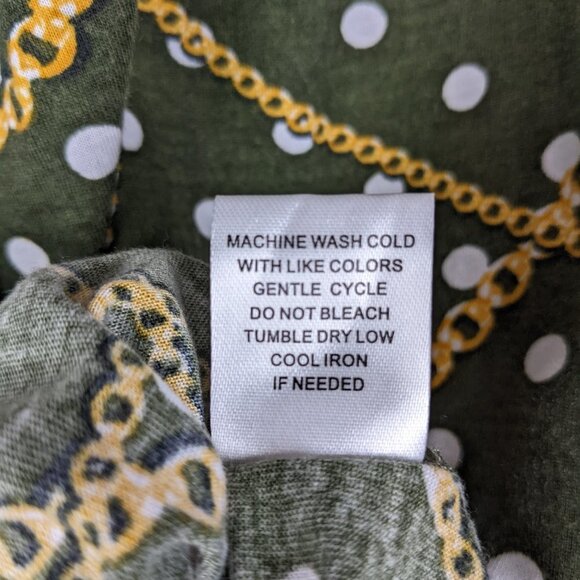 MACHINE WASH COLD
WITH LIKE COLORS
GENTLE CYCLE
DO NOT BLEACH
TUMBLE DRY LOW
COOL IRON
IF NEEDED